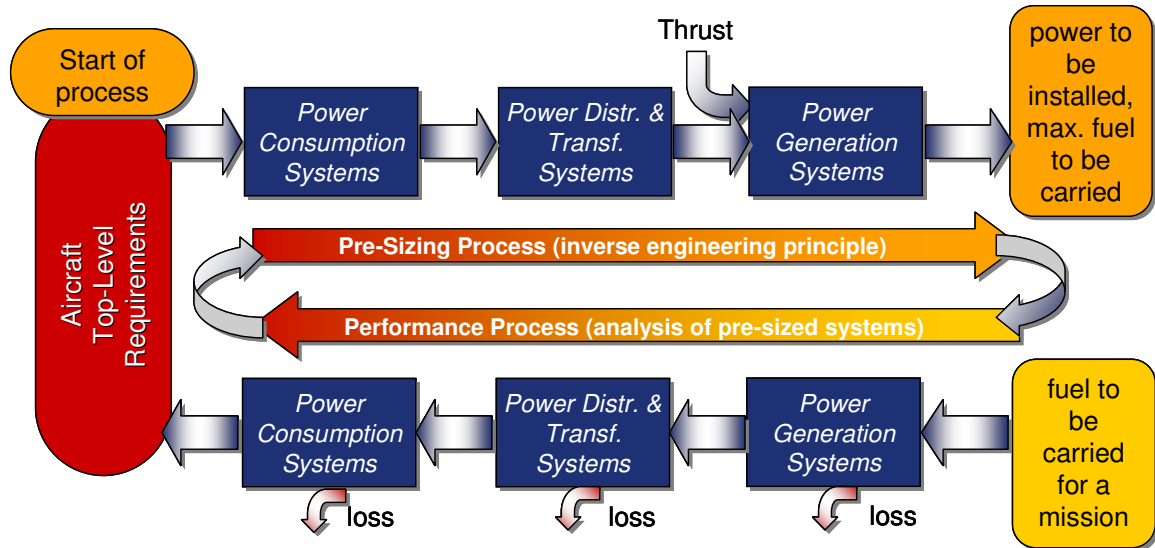 Start of
process
Thrust
Power
Consumption
Systems
Power Distr. &
Transf.
Systems
Power
Generation
Systems
power to
be
installed,
max. fuel
to be
carried
Aircraft
Top-Level
Requirements
Pre-Sizing Process (inverse engineering principle)
Performance Process (analysis of pre-sized systems)
Power
Consumption
Systems
Power Distr. &
Transf.
Systems
Power
Generation
Systems
fuel to
be
carried
for a
mission
loss
loss
loss